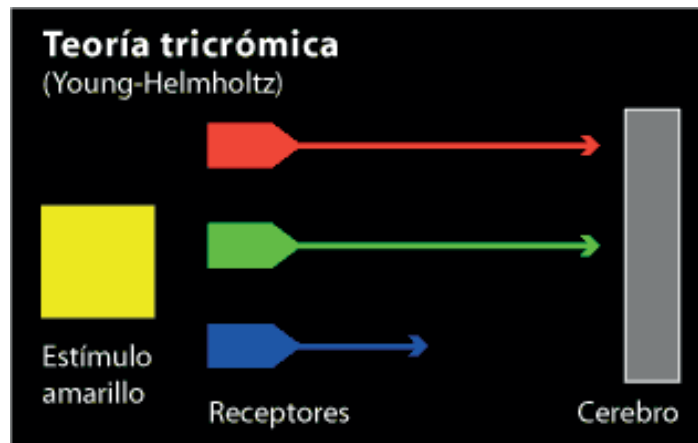 Teoría tricrómica
(Young-Helmholtz)
Estímulo
amarillo
Receptores
Cerebro